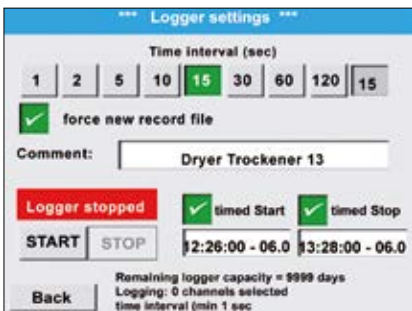 *** Logger settings ***
Time interval (sec)
1 2 5 10 15 30 60 120 15
force new record file
Comment: Dryer Trockener 13
Logger stopped timed Start timed Stop
START STOP 12:26:00 - 06.0 13:28:00 - 06.0
Remaining logger capacity = 9999 days
Logging: 0 channels selected
Back time interval (min 1 sec